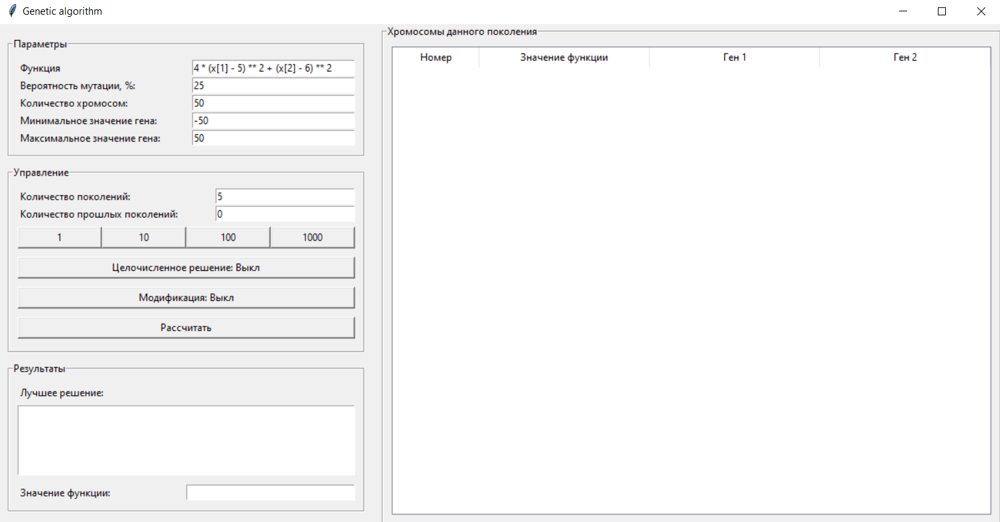 Genetic algorithm
Параметры
Функция 4 * (x[1] - 5) ** 2 + (x[2] - 6) ** 2
Вероятность мутации, %: 25
Количество хромосом: 50
Минимальное значение гена: -50
Максимальное значение гена: 50
Управление
Количество поколений: 5
Количество прошлых поколений: 0
1 10 100 1000
Целочисленное решение: Выкл
Модификация: Выкл
Рассчитать
Результаты
Лучшее решение:
Значение функции:
Хромосомы данного поколения
Номер Значение функции Ген 1 Ген 2